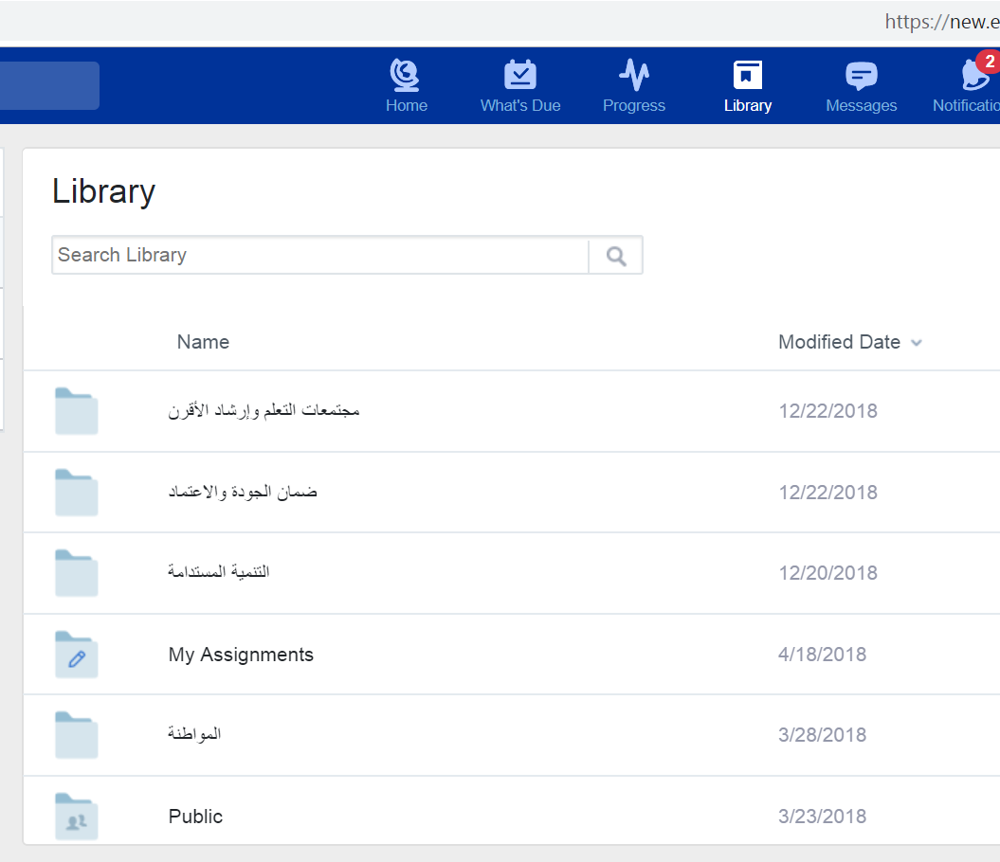 https://new.e
2
Home
What's Due
Progress
Library
Messages
Notificatio
Library
Search Library
Name Modified Date
مجتمعات التعلم وإرشاد الأقرن 12/22/2018
ضمان الجودة والاعتماد 12/22/2018
التنمية المستدامة 12/20/2018
My Assignments 4/18/2018
المواطنة 3/28/2018
Public 3/23/2018